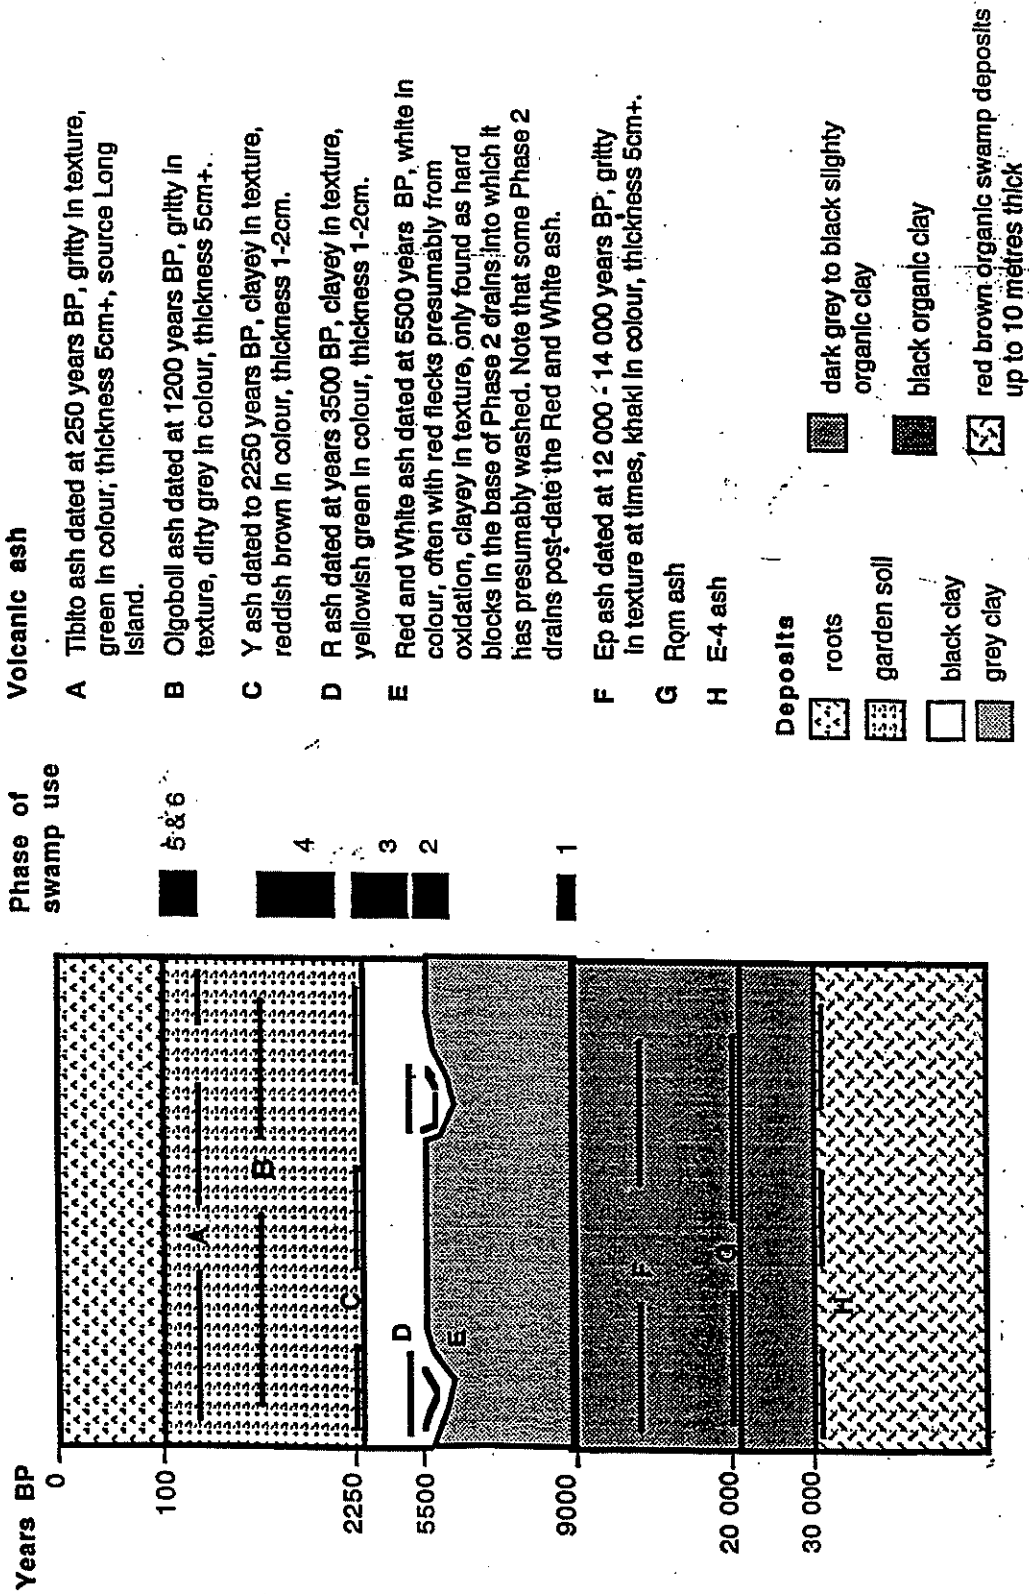 Years BP
0
100
2250
5500
9000
20 000
30 000
A
B
C
D
E
F
G
H
Phase of
swamp use
5 & 6
4
3
2
1
Volcanic ash
A Tibito ash dated at 250 years BP, gritty in texture,
green in colour, thickness 5cm+, source Long
Island.
B Olgoboli ash dated at 1200 years BP, gritty in
texture, dirty grey in colour, thickness 5cm+.
C Y ash dated to 2250 years BP, clayey in texture,
reddish brown in colour, thickness 1-2cm.
D R ash dated at years 3500 BP, clayey in texture,
yellowish green in colour, thickness 1-2cm.
E Red and White ash dated at 5500 years BP, white in
colour, often with red flecks presumably from
oxidation, clayey in texture, only found as hard
blocks in the base of Phase 2 drains into which it
has presumably washed. Note that some Phase 2
drains post-date the Red and White ash.
F Ep ash dated at 12 000 - 14 000 years BP, gritty
in texture at times, khaki in colour, thickness 5cm+.
G Rqm ash
H E-4 ash
Deposits
roots
garden soil
black clay
grey clay
dark grey to black slighty
organic clay
black organic clay
red brown organic swamp deposits
up to 10 metres thick